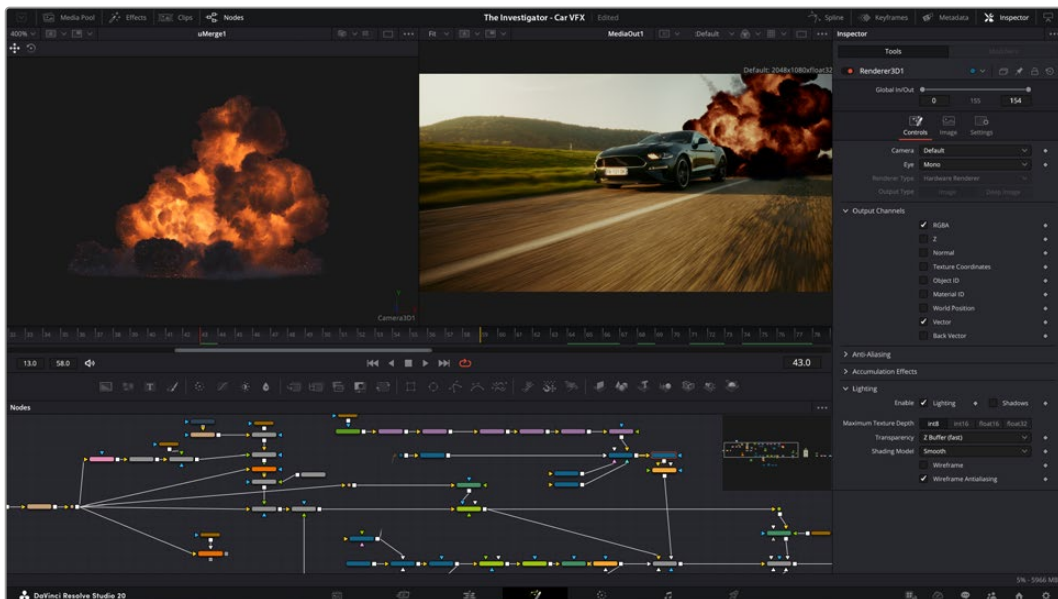 Media Pool Effects Clips Nodes The Investigator - Car VFX Edited Spline Keyframes Metadata Inspector
400% uMerge1 Fit MediaOut1 :Default Inspector
Tools Modifiers
Default: 2048x1080xfloat32
Renderer3D1
Global In/Out
0 155 154
Controls Image Settings
Camera Default
Eye Mono
Renderer Type Hardware Renderer
Output Type Image Deep Image
Output Channels
RGBA
Z
Normal
Texture Coordinates
Object ID
Material ID
World Position
Vector
Back Vector
Y
Camera3D1
13.0 58.0 43.0
Anti-Aliasing
Accumulation Effects
Lighting
Enable Lighting Shadows
Nodes
Maximum Texture Depth int8 int16 float16 float32
Transparency Z Buffer (fast)
Shading Model Smooth
Wireframe
Wireframe Antialiasing
5% - 5966 MB
DaVinci Resolve Studio 20